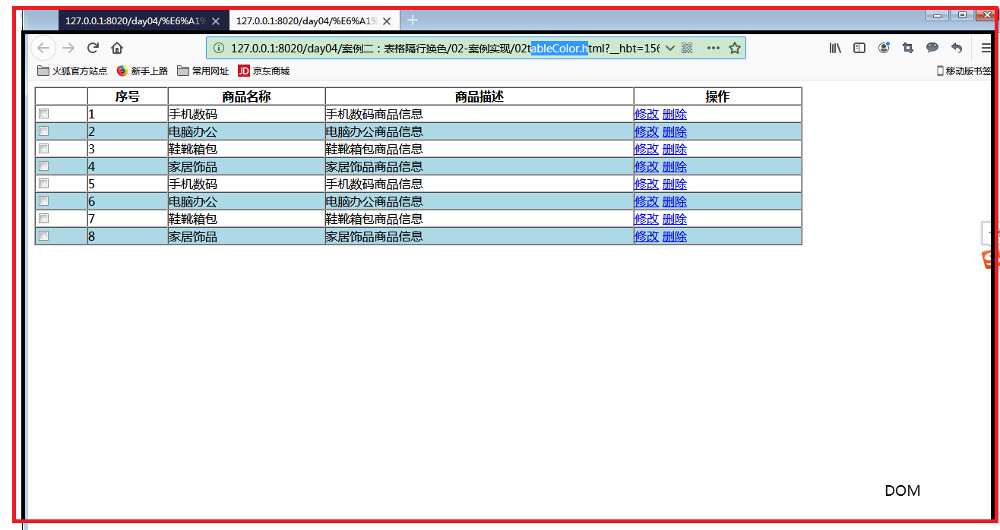 127.0.0.1:8020/day04/%E6%A1% 127.0.0.1:8020/day04/%E6%A1%
127.0.0.1:8020/day04/案例二：表格隔行换色/02-案例实现/02tableColor.html?__hbt=156
火狐官方站点 新手上路 常用网址 JD 京东商城 移动版书签
序号 商品名称 商品描述 操作
1 手机数码 手机数码商品信息 修改 删除
2 电脑办公 电脑办公商品信息 修改 删除
3 鞋靴箱包 鞋靴箱包商品信息 修改 删除
4 家居饰品 家居饰品商品信息 修改 删除
5 手机数码 手机数码商品信息 修改 删除
6 电脑办公 电脑办公商品信息 修改 删除
7 鞋靴箱包 鞋靴箱包商品信息 修改 删除
8 家居饰品 家居饰品商品信息 修改 删除
DOM